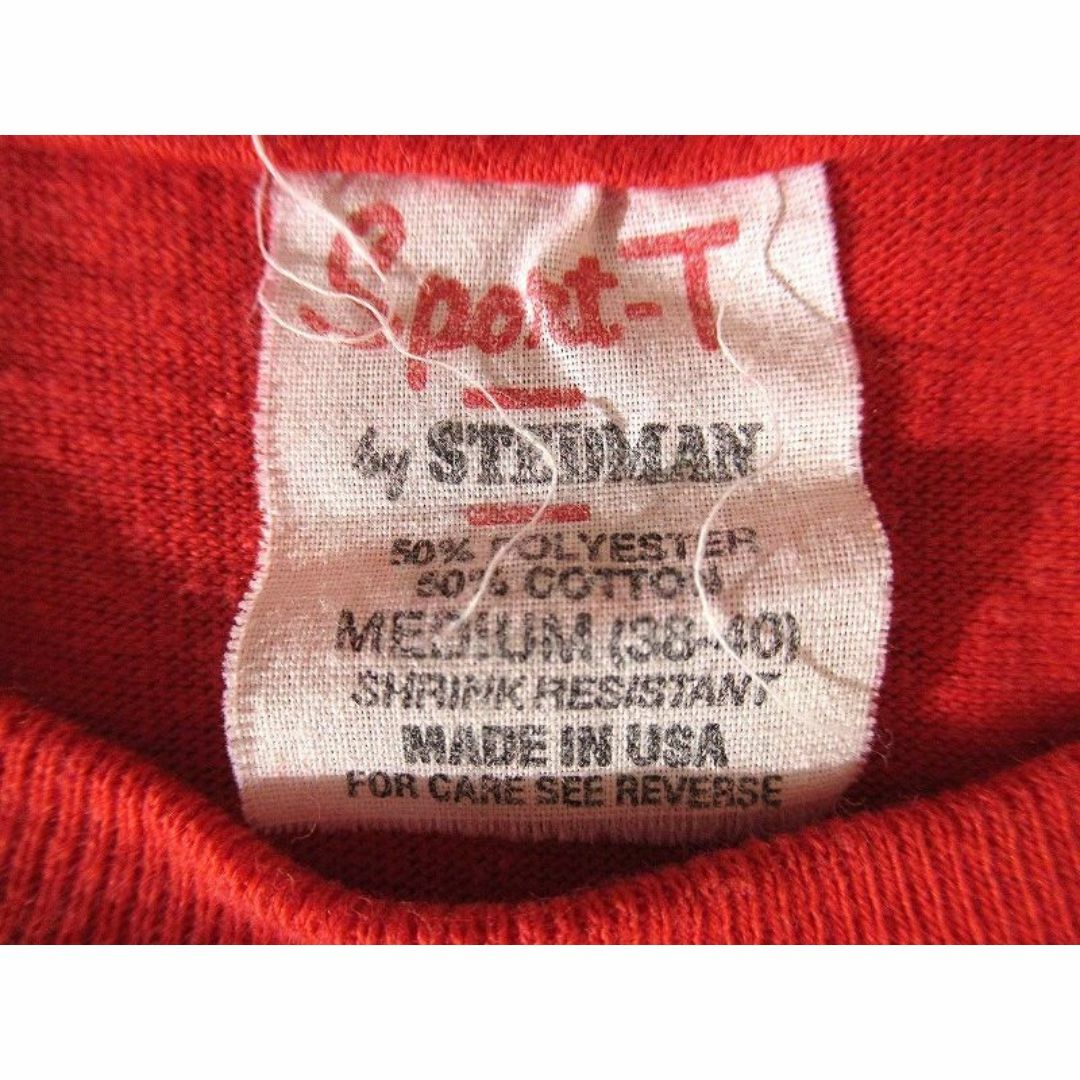 Sport-T
by STEDMAN
50% POLYESTER
50% COTTON
MEDIUM (38-40)
SHRINK RESISTANT
MADE IN USA
FOR CARE SEE REVERSE